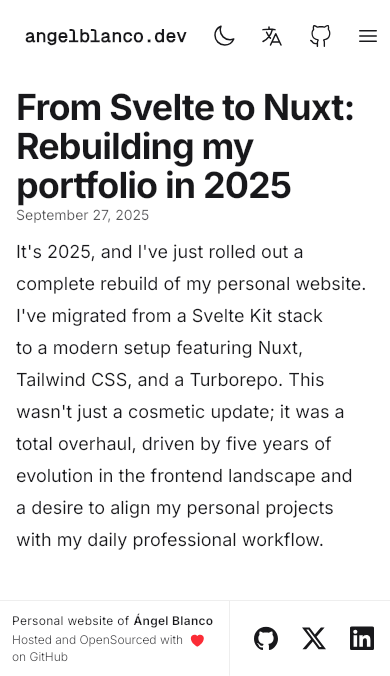 angelblanco.dev
From Svelte to Nuxt:
Rebuilding my
portfolio in 2025
September 27, 2025
It's 2025, and I've just rolled out a
complete rebuild of my personal website.
I've migrated from a Svelte Kit stack
to a modern setup featuring Nuxt,
Tailwind CSS, and a Turborepo. This
wasn't just a cosmetic update; it was a
total overhaul, driven by five years of
evolution in the frontend landscape and
a desire to align my personal projects
with my daily professional workflow.
Personal website of Ángel Blanco
Hosted and OpenSourced with ❤️
on GitHub